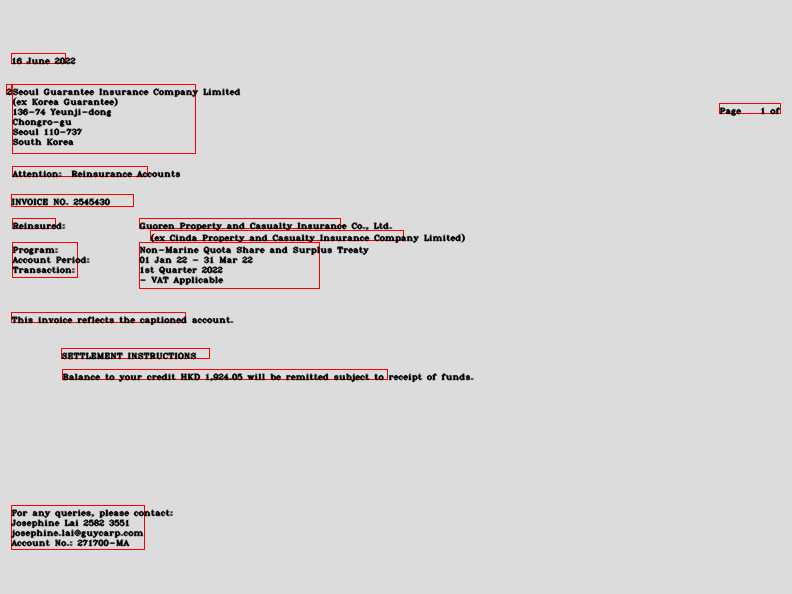 16 June 2022
2
Seoul Guarantee Insurance Company Limited
(ex Korea Guarantee)
136-74 Yeunji-dong
Chongro-gu
Seoul 110-737
South Korea
Page 1 of
Attention: Reinsurance Accounts
INVOICE NO. 2545430
Reinsured: Guoren Property and Casualty Insurance Co., Ltd.
(ex Cinda Property and Casualty Insurance Company Limited)
Program: Non-Marine Quota Share and Surplus Treaty
Account Period: 01 Jan 22 - 31 Mar 22
Transaction: 1st Quarter 2022
- VAT Applicable
This invoice reflects the captioned account.
SETTLEMENT INSTRUCTIONS
Balance to your credit HKD 1,924.05 will be remitted subject to receipt of funds.
For any queries, please contact:
Josephine Lai 2582 3551
josephine.lai@guycarp.com
Account No.: 271700-MA